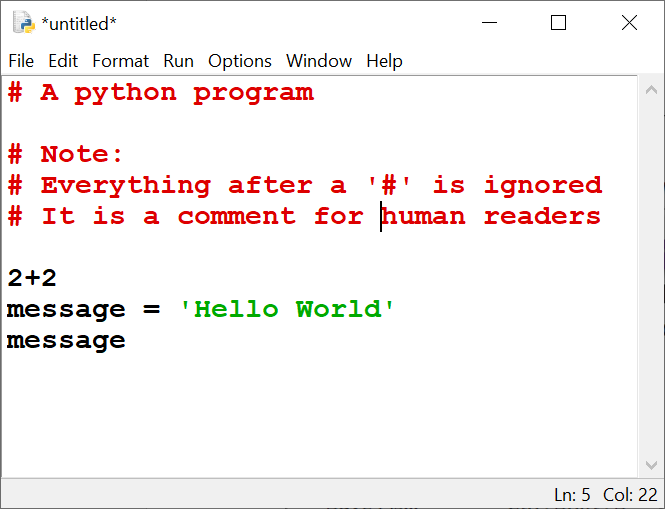 *untitled*
File Edit Format Run Options Window Help
# A python program
# Note:
# Everything after a '#' is ignored
# It is a comment for human readers
2+2
message = 'Hello World'
message
Ln: 5 Col: 22